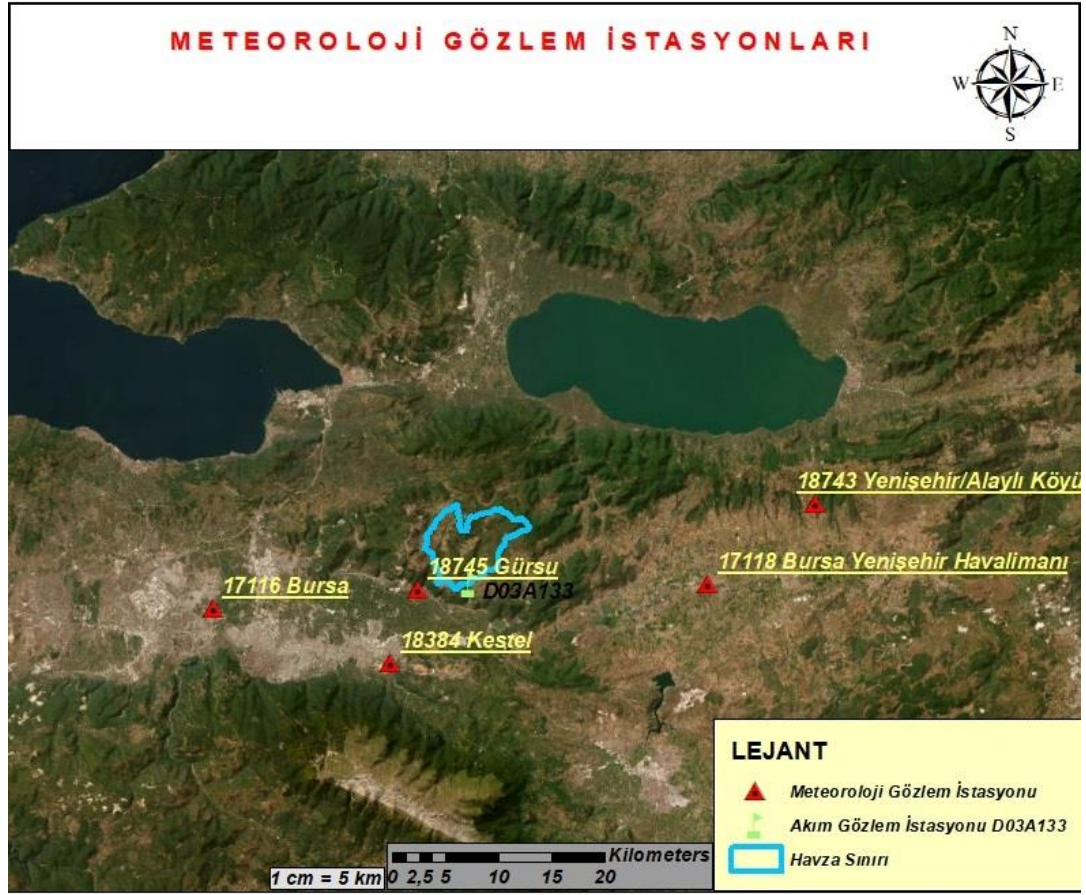 METEOROLOJİ GÖZLEM İSTASYONLARI
N
W E
S
18743 Yenişehir/Alaylı Köyü
17118 Bursa Yenişehir Havalimanı
18745 Gürsu
D03A133
17116 Bursa
18384 Kestel
LEJANT
Meteoroloji Gözlem İstasyonu
Akım Gözlem İstasyonu D03A133
Havza Sınırı
Kilometers
1 cm = 5 km 0 2,5 5 10 15 20